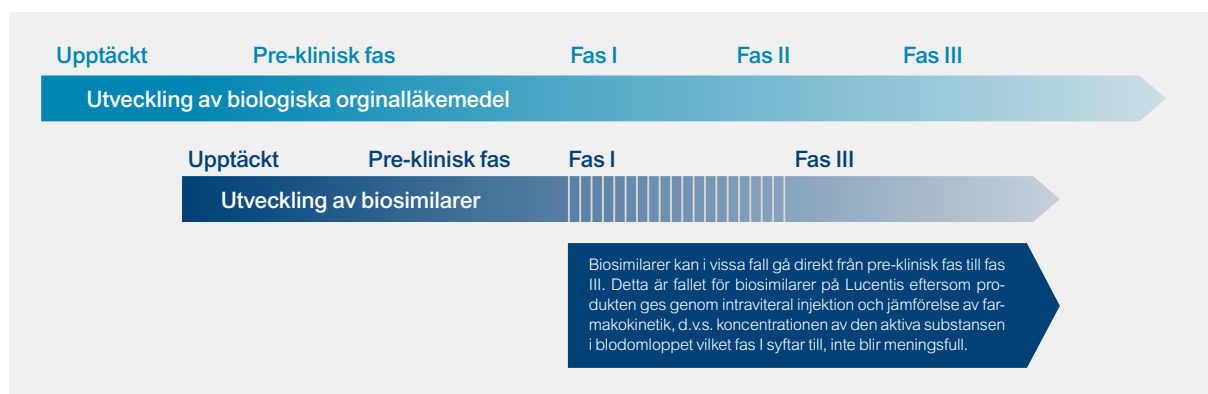 Upptäckt Pre-klinisk fas Fas I Fas II Fas III
Utveckling av biologiska orginalläkemedel
Upptäckt Pre-klinisk fas Fas I Fas III
Utveckling av biosimilarer
Biosimilarer kan i vissa fall gå direkt från pre-klinisk fas till fas
III. Detta är fallet för biosimilarer på Lucentis eftersom pro-
dukten ges genom intraviteral injektion och jämförelse av far-
makokinetik, d.v.s. koncentrationen av den aktiva substansen
i blodomloppet vilket fas I syftar till, inte blir meningsfull.